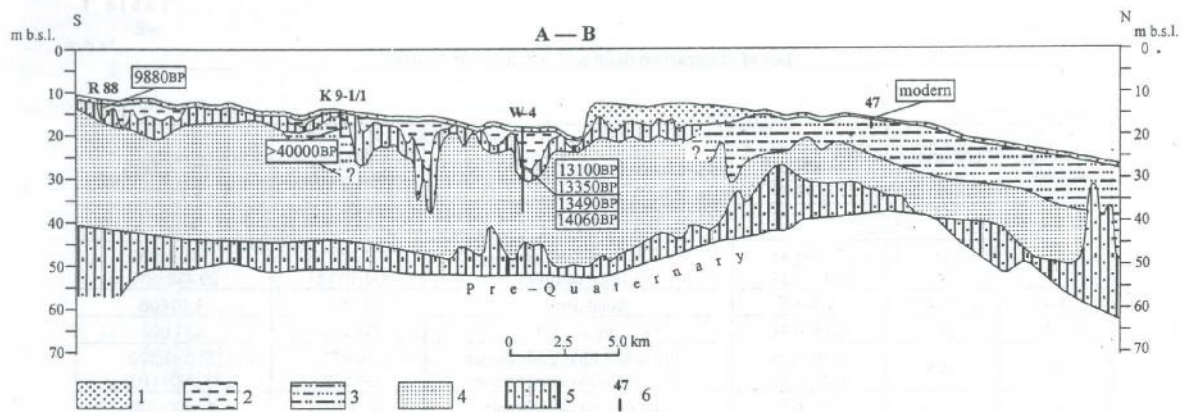 S A — B N
m b.s.l. m b.s.l.
0 0
9880BP
R 88 K 9-1/1 W-4 47 modern
10 10
20 20
>40000BP ? ?
13100BP
13350BP
13490BP
14060BP
30 30
40 40
50 50
Pre-Quaternary
60 60
70 70
0 2.5 5.0 km
1 2 3 4 5 47 6